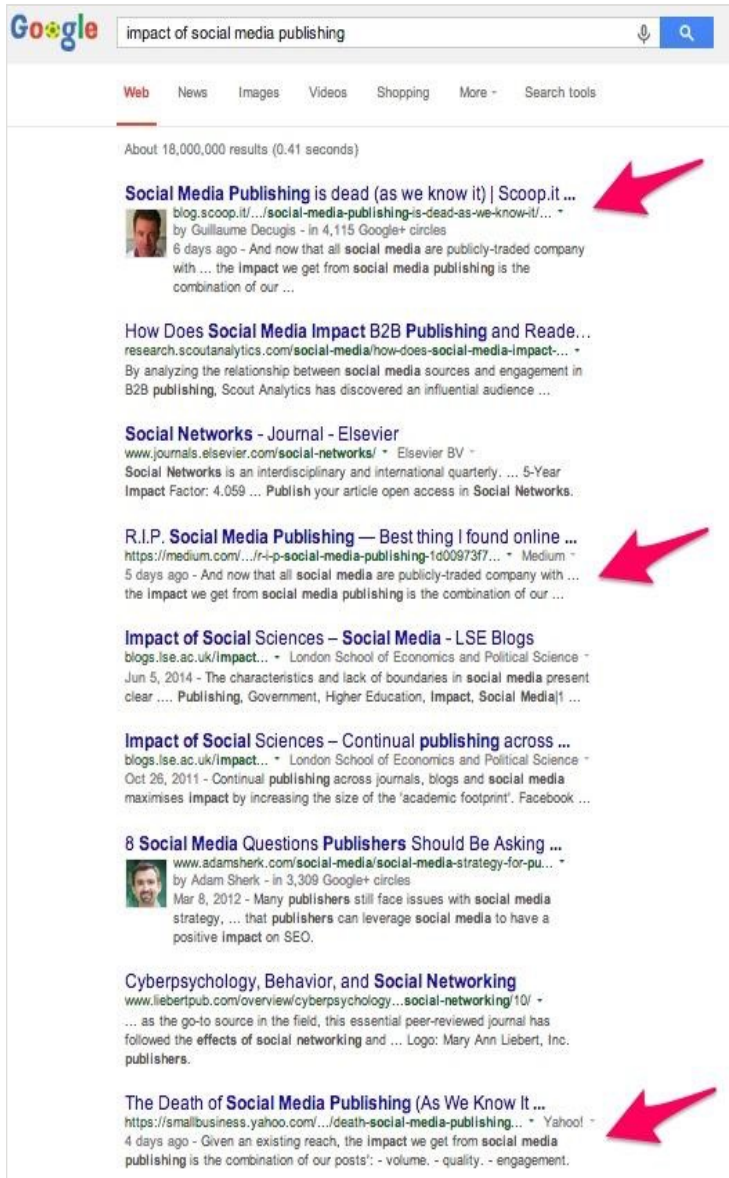 Google
impact of social media publishing
Web News Images Videos Shopping More Search tools
About 18,000,000 results (0.41 seconds)
Social Media Publishing is dead (as we know it) | Scoop.it ...
blog.scoop.it/.../social-media-publishing-is-dead-as-we-know-it/...
by Guillaume Decugis - in 4,115 Google+ circles
6 days ago - And now that all social media are publicly-traded company
with ... the impact we get from social media publishing is the
combination of our ...
How Does Social Media Impact B2B Publishing and Reade...
research.scoutanalytics.com/social-media/how-does-social-media-impact-...
By analyzing the relationship between social media sources and engagement in
B2B publishing, Scout Analytics has discovered an influential audience ...
Social Networks - Journal - Elsevier
www.journals.elsevier.com/social-networks/ Elsevier BV
Social Networks is an interdisciplinary and international quarterly. ... 5-Year
Impact Factor: 4.059 ... Publish your article open access in Social Networks.
R.I.P. Social Media Publishing — Best thing I found online ...
https://medium.com/.../r-i-p-social-media-publishing-1d00973f7... Medium
5 days ago - And now that all social media are publicly-traded company with ...
the impact we get from social media publishing is the combination of our ...
Impact of Social Sciences – Social Media - LSE Blogs
blogs.lse.ac.uk/impact... London School of Economics and Political Science
Jun 5, 2014 - The characteristics and lack of boundaries in social media present
clear .... Publishing, Government, Higher Education, Impact, Social Media|1 ...
Impact of Social Sciences – Continual publishing across ...
blogs.lse.ac.uk/impact... London School of Economics and Political Science
Oct 26, 2011 - Continual publishing across journals, blogs and social media
maximises impact by increasing the size of the 'academic footprint'. Facebook ...
8 Social Media Questions Publishers Should Be Asking ...
www.adamsherk.com/social-media/social-media-strategy-for-pu...
by Adam Sherk - in 3,309 Google+ circles
Mar 8, 2012 - Many publishers still face issues with social media
strategy, ... that publishers can leverage social media to have a
positive impact on SEO.
Cyberpsychology, Behavior, and Social Networking
www.liebertpub.com/overview/cyberpsychology...social-networking/10/
... as the go-to source in the field, this essential peer-reviewed journal has
followed the effects of social networking and ... Logo: Mary Ann Liebert, Inc.
publishers.
The Death of Social Media Publishing (As We Know It ...
https://smallbusiness.yahoo.com/.../death-social-media-publishing... Yahoo!
4 days ago - Given an existing reach, the impact we get from social media
publishing is the combination of our posts': - volume. - quality. - engagement.